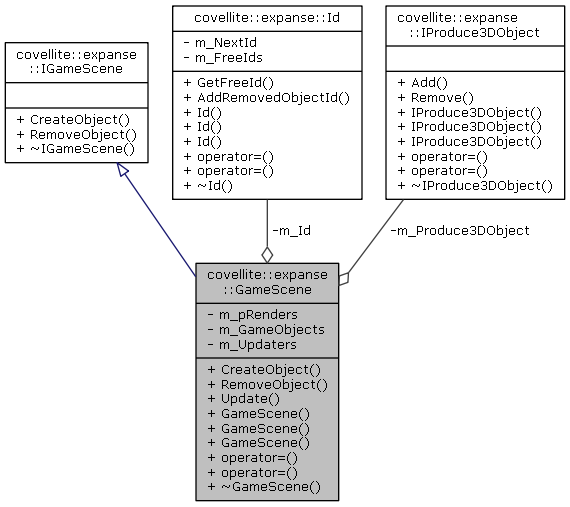 covellite::expanse
::IGameScene
+ CreateObject()
+ RemoveObject()
+ ~IGameScene()
covellite::expanse::Id
- m_NextId
- m_FreeIds
+ GetFreeId()
+ AddRemovedObjectId()
+ Id()
+ Id()
+ Id()
+ operator=()
+ operator=()
+ ~Id()
covellite::expanse
::IProduce3DObject
+ Add()
+ Remove()
+ IProduce3DObject()
+ IProduce3DObject()
+ IProduce3DObject()
+ operator=()
+ operator=()
+ ~IProduce3DObject()
-m_Id
-m_Produce3DObject
covellite::expanse
::GameScene
- m_pRenders
- m_GameObjects
- m_Updaters
+ CreateObject()
+ RemoveObject()
+ Update()
+ GameScene()
+ GameScene()
+ GameScene()
+ operator=()
+ operator=()
+ ~GameScene()